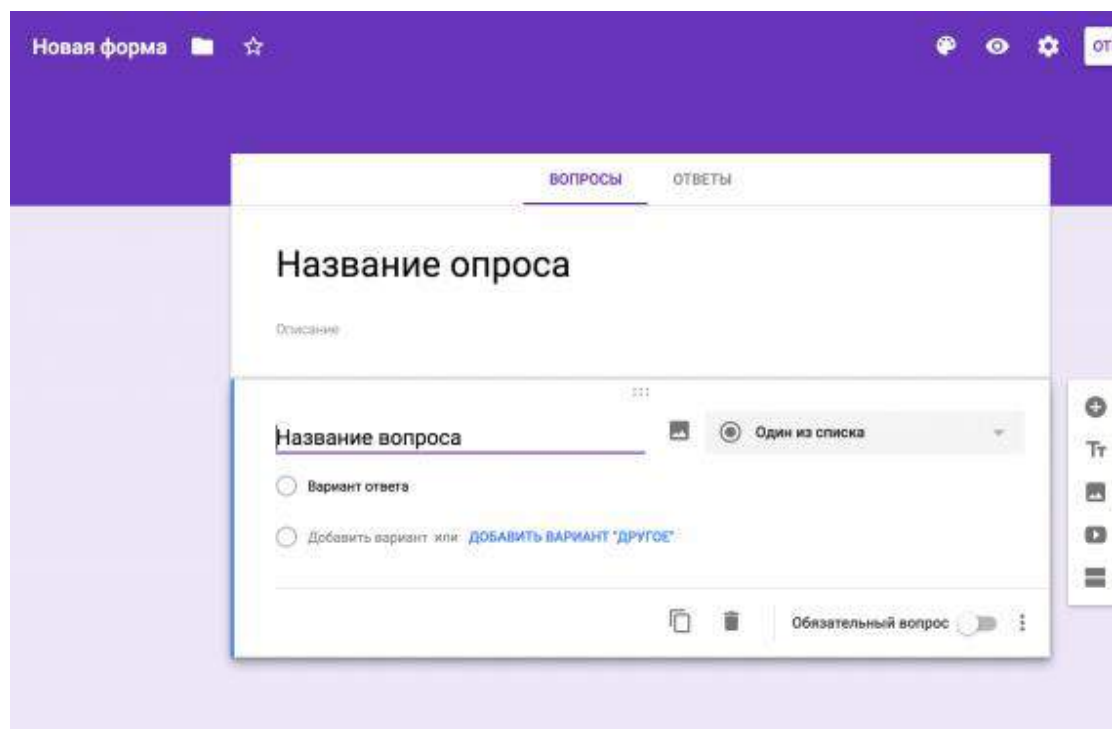 Новая форма
ВОПРОСЫ ОТВЕТЫ
Название опроса
Описание
Название вопроса
Один из списка
Вариант ответа
Добавить вариант или ДОБАВИТЬ ВАРИАНТ "ДРУГОЕ"
Обязательный вопрос
Тт